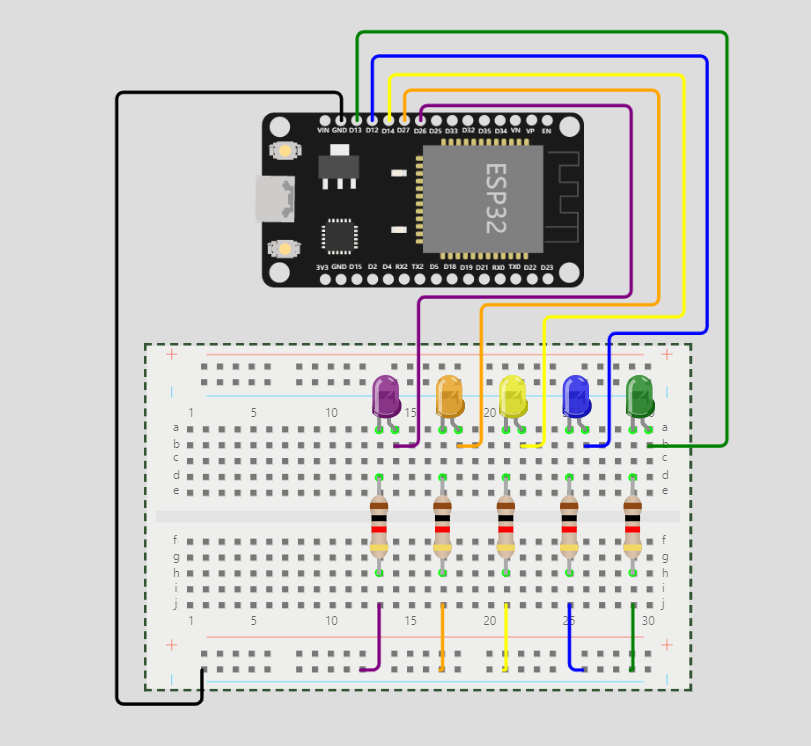 VIN GND D13 D12 D14 D27 D26 D25 D33 D32 D35 D34 VN VP EN
ESP32
3V3 GND D15 D2 D4 RX2 TX2 D5 D18 D19 D21 RX0 TX0 D22 D23
+ +
1 5 10 15 20 30
a a
b b
c c
d d
e e
f f
g g
h h
i i
j j
1 5 10 15 20 25 30
+ +